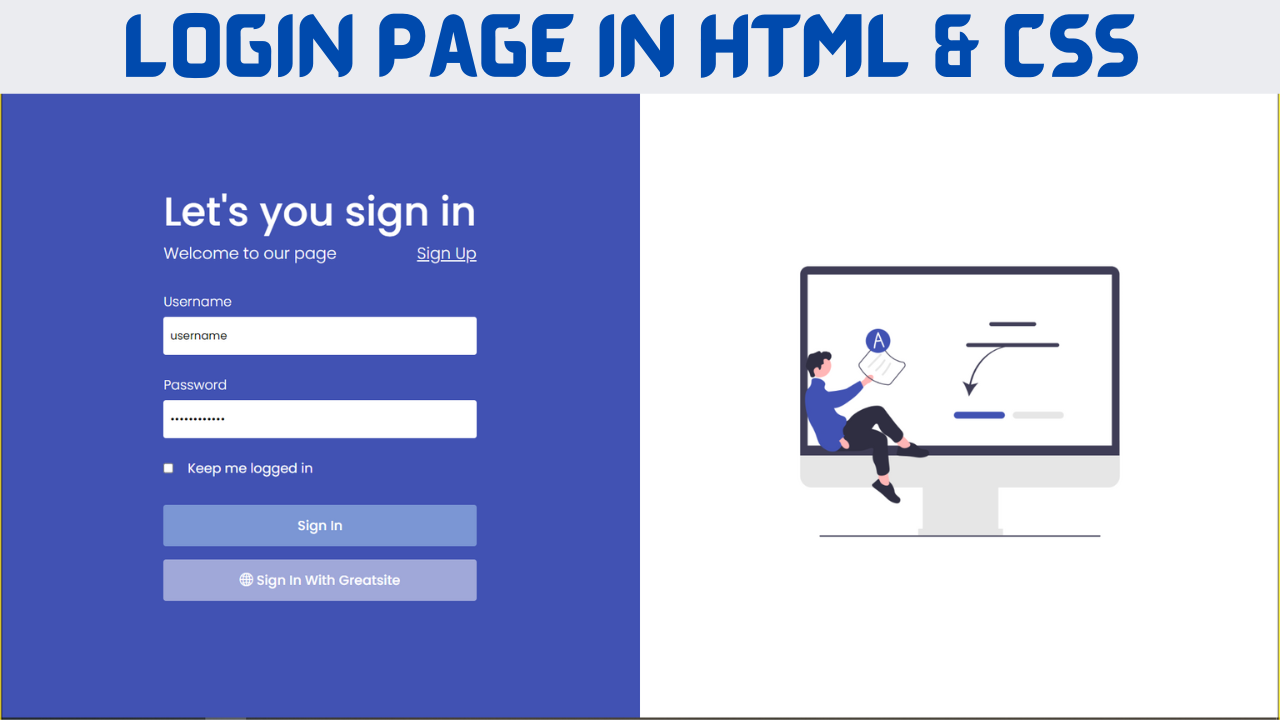 LOGIN PAGE IN HTML & CSS
Let's you sign in
Welcome to our page Sign Up
Username
username
Password
••••••••••••
Keep me logged in
Sign In
Sign In With Greatsite
A